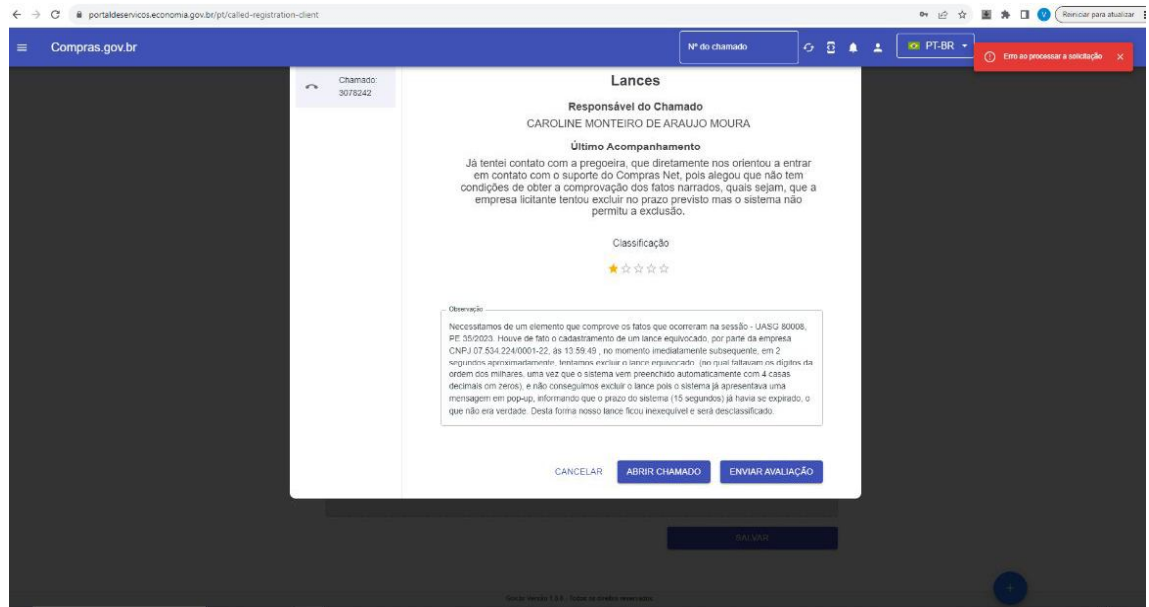 portaldeservicos.economia.gov.br/pt/called-registration-client
Reiniciar para atualizar
Compras.gov.br
Nº do chamado
PT-BR
Erro ao processar a solicitação
Chamado:
3078242
Lances
Responsável do Chamado
CAROLINE MONTEIRO DE ARAUJO MOURA
Último Acompanhamento
Já tentei contato com a pregoeira, que diretamente nos orientou a entrar
em contato com o suporte do Compras Net, pois alegou que não tem
condições de obter a comprovação dos fatos narrados, quais sejam, que a
empresa licitante tentou excluir no prazo previsto mas o sistema não
permitu a exclusão.
Classificação
Observação
Necessitamos de um elemento que comprove os fatos que ocorreram na sessão - UASG 80008,
PE 35/2023. Houve de fato o cadastramento de um lance equivocado, por parte da empresa
CNPJ 07.534.224/0001-22, às 13:59:49 , no momento imediatamente subsequente, em 2
segundos aproximadamente, tentamos excluir o lance equivocado, (no qual faltavam os dígitos da
ordem dos milhares, uma vez que o sistema vem preenchido automaticamente com 4 casas
decimais om zeros), e não conseguimos excluir o lance pois o sistema já apresentava uma
mensagem em pop-up, informando que o prazo do sistema (15 segundos) já havia se expirado, o
que não era verdade. Desta forma nosso lance ficou inexequível e será desclassificado.
CANCELAR
ABRIR CHAMADO
ENVIAR AVALIAÇÃO
SALVAR